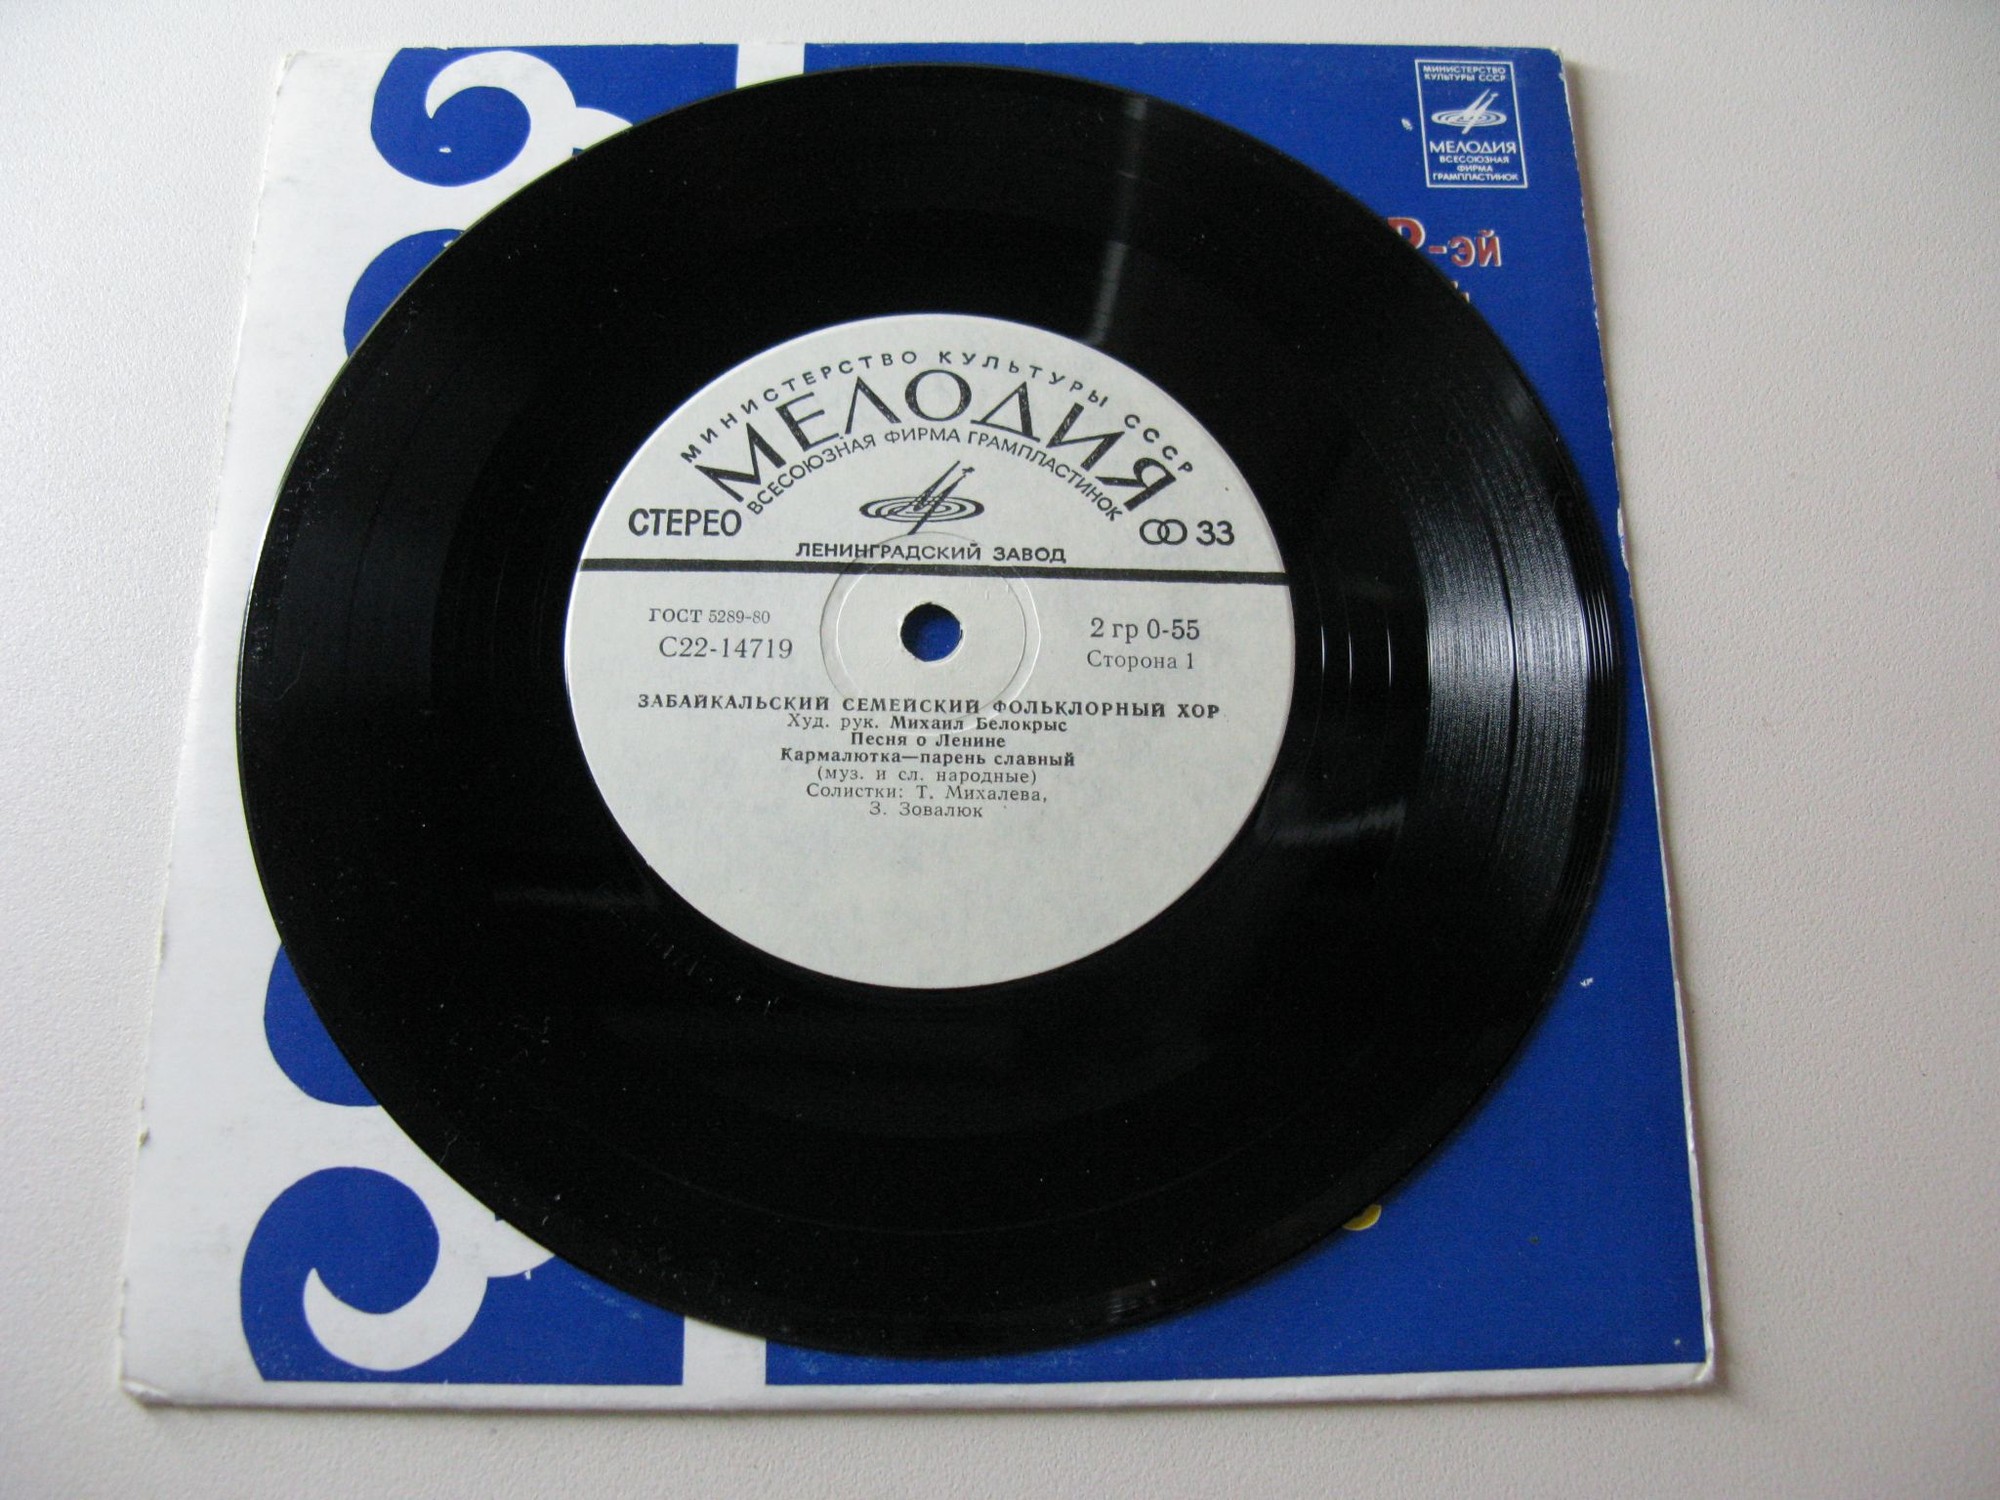 МИНИСТЕРСТВО
КУЛЬТУРЫ СССР
МЕЛОДИЯ
ВСЕСОЮЗНАЯ
ФИРМА
ГРАМПЛАСТИНОК
-эй
МИНИСТЕРСТВО КУЛЬТУРЫ СССР
МЕЛОДИЯ
ВСЕСОЮЗНАЯ ФИРМА ГРАМПЛАСТИНОК
СТЕРЕО
33
ЛЕНИНГРАДСКИЙ ЗАВОД
ГОСТ 5289-80
С22-14719
2 гр 0-55
Сторона 1
ЗАБАЙКАЛЬСКИЙ СЕМЕЙСКИЙ ФОЛЬКЛОРНЫЙ ХОР
Худ. рук. Михаил Белокрыс
Песня о Ленине
Кармалютка—парень славный
(муз. и сл. народные)
Солистки: Т. Михалева,
З. Зовалюк